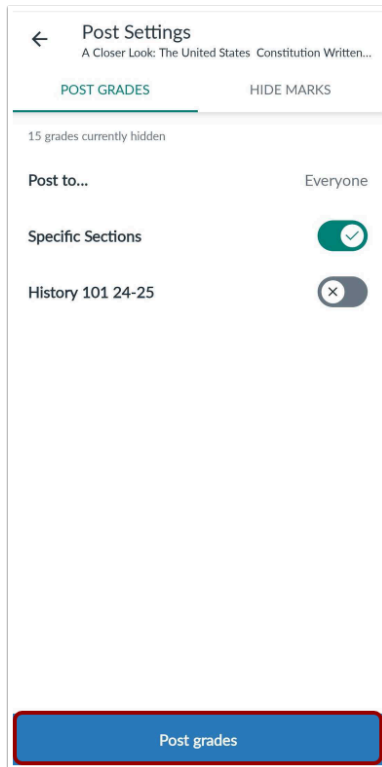 Post Settings
A Closer Look: The United States Constitution Written...
POST GRADES
HIDE MARKS
15 grades currently hidden
Post to...
Everyone
Specific Sections
History 101 24-25
Post grades